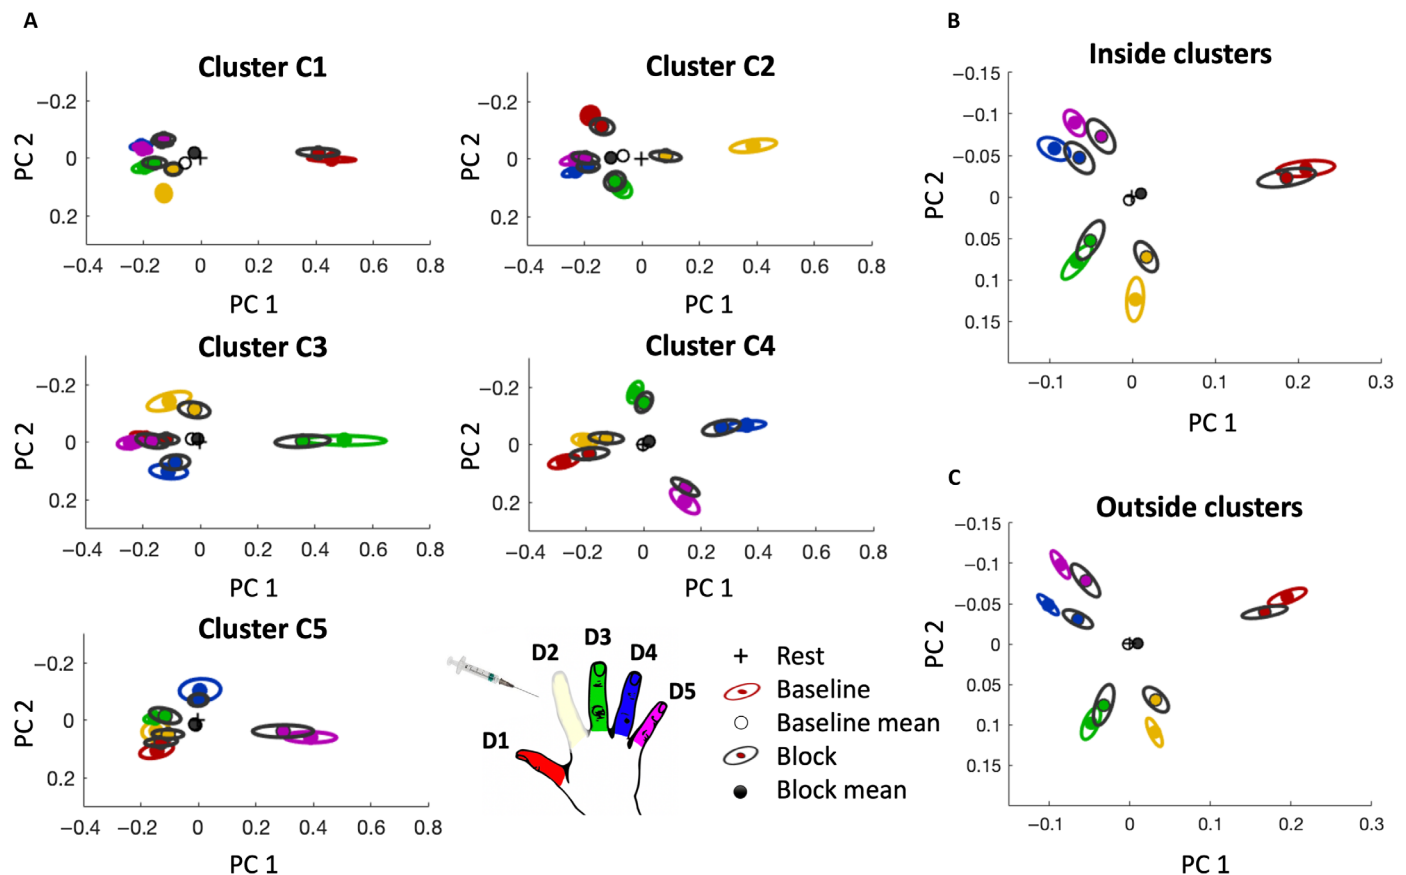 A
Cluster C1
PC 2
−0.2
0
0.2
−0.4 −0.2 0 0.2 0.4 0.6 0.8
PC 1
Cluster C2
PC 2
−0.2
0
0.2
−0.4 −0.2 0 0.2 0.4 0.6 0.8
PC 1
Cluster C3
PC 2
−0.2
0
0.2
−0.4 −0.2 0 0.2 0.4 0.6 0.8
PC 1
Cluster C4
PC 2
−0.2
0
0.2
−0.4 −0.2 0 0.2 0.4 0.6 0.8
PC 1
Cluster C5
PC 2
−0.2
0
0.2
−0.4 −0.2 0 0.2 0.4 0.6 0.8
PC 1
D1
D2
D3
D4
D5
Rest
Baseline
Baseline mean
Block
Block mean
B
Inside clusters
PC 2
−0.15
−0.1
−0.05
0
0.05
0.1
0.15
−0.1 0 0.1 0.2 0.3
PC 1
C
Outside clusters
PC 2
−0.15
−0.1
−0.05
0
0.05
0.1
0.15
−0.1 0 0.1 0.2 0.3
PC 1